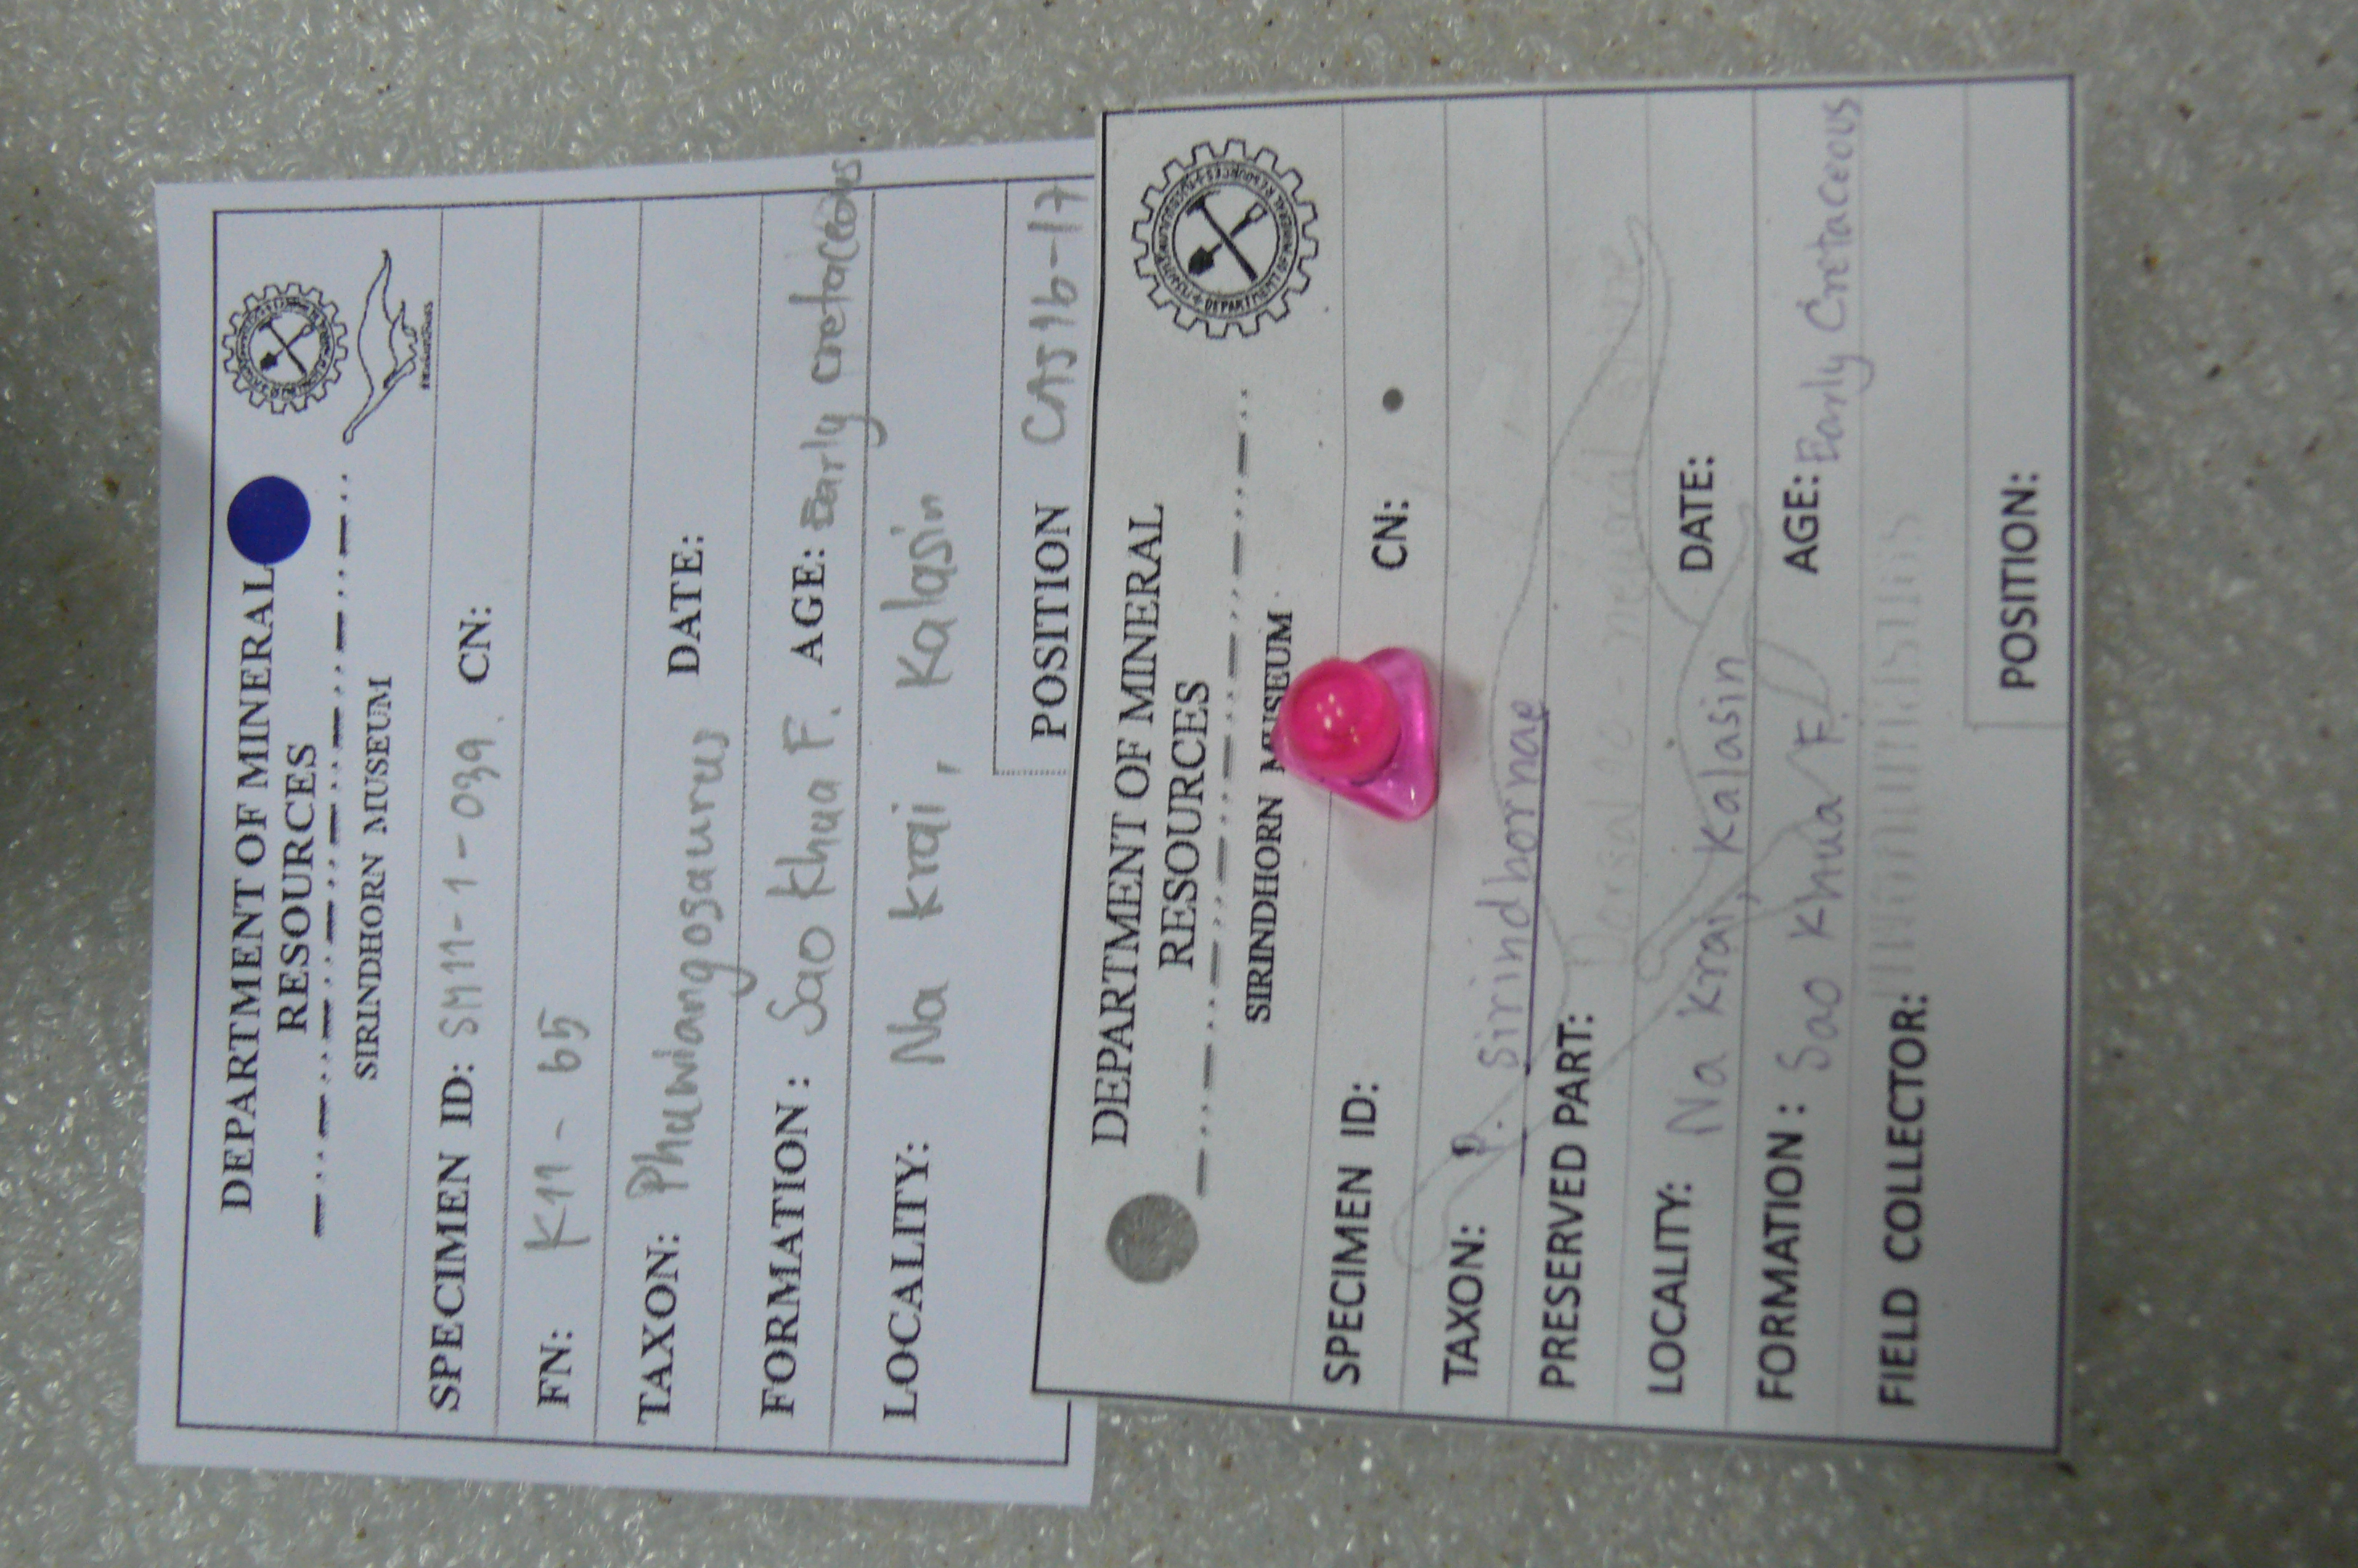 DEPARTMENT OF MINERAL
RESOURCES
SIRINDHORN MUSEUM
SPECIMEN ID: SM11-1-039 CN:
FN: K11-65
TAXON: Phuwiangosaurus DATE:
FORMATION : Sao Khua F. AGE: Early Cretaceous
LOCALITY: Na Krai, Kalasin
POSITION CAS16-17
DEPARTMENT OF MINERAL
RESOURCES
SIRINDHORN MUSEUM
SPECIMEN ID: CN:
TAXON: P. sirindhornae
PRESERVED PART:
LOCALITY: Na Krai, Kalasin DATE:
FORMATION : Sao Khua F. AGE: Early Cretaceous
FIELD COLLECTOR:
POSITION: